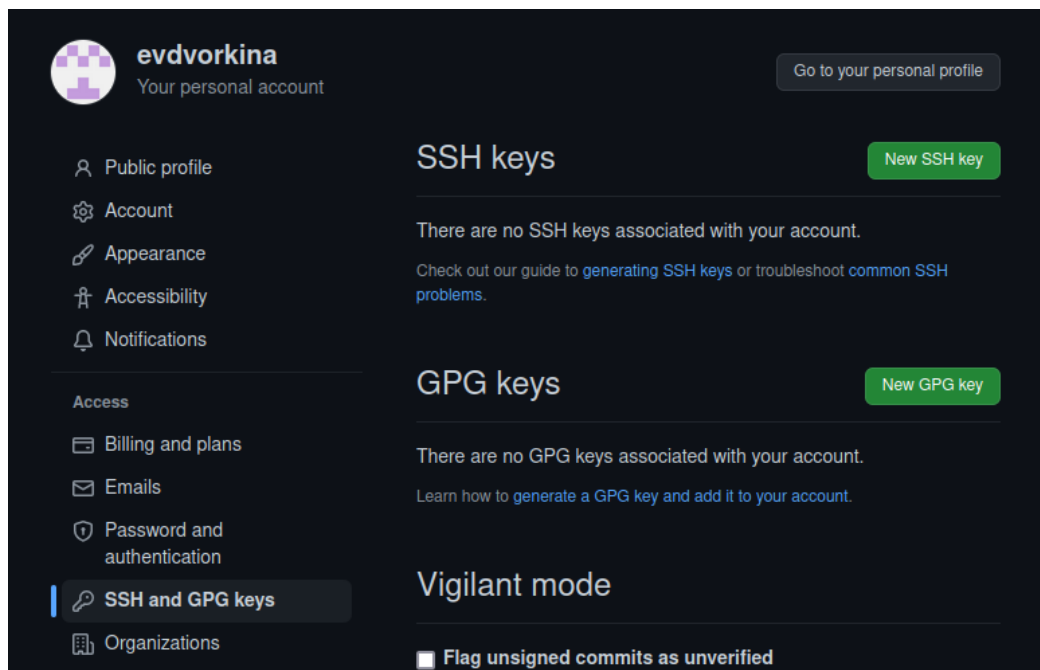 evdvorkina
Your personal account
Go to your personal profile
Public profile
Account
Appearance
Accessibility
Notifications
Access
Billing and plans
Emails
Password and
authentication
SSH and GPG keys
Organizations
SSH keys
New SSH key
There are no SSH keys associated with your account.
Check out our guide to generating SSH keys or troubleshoot common SSH
problems.
GPG keys
New GPG key
There are no GPG keys associated with your account.
Learn how to generate a GPG key and add it to your account.
Vigilant mode
Flag unsigned commits as unverified